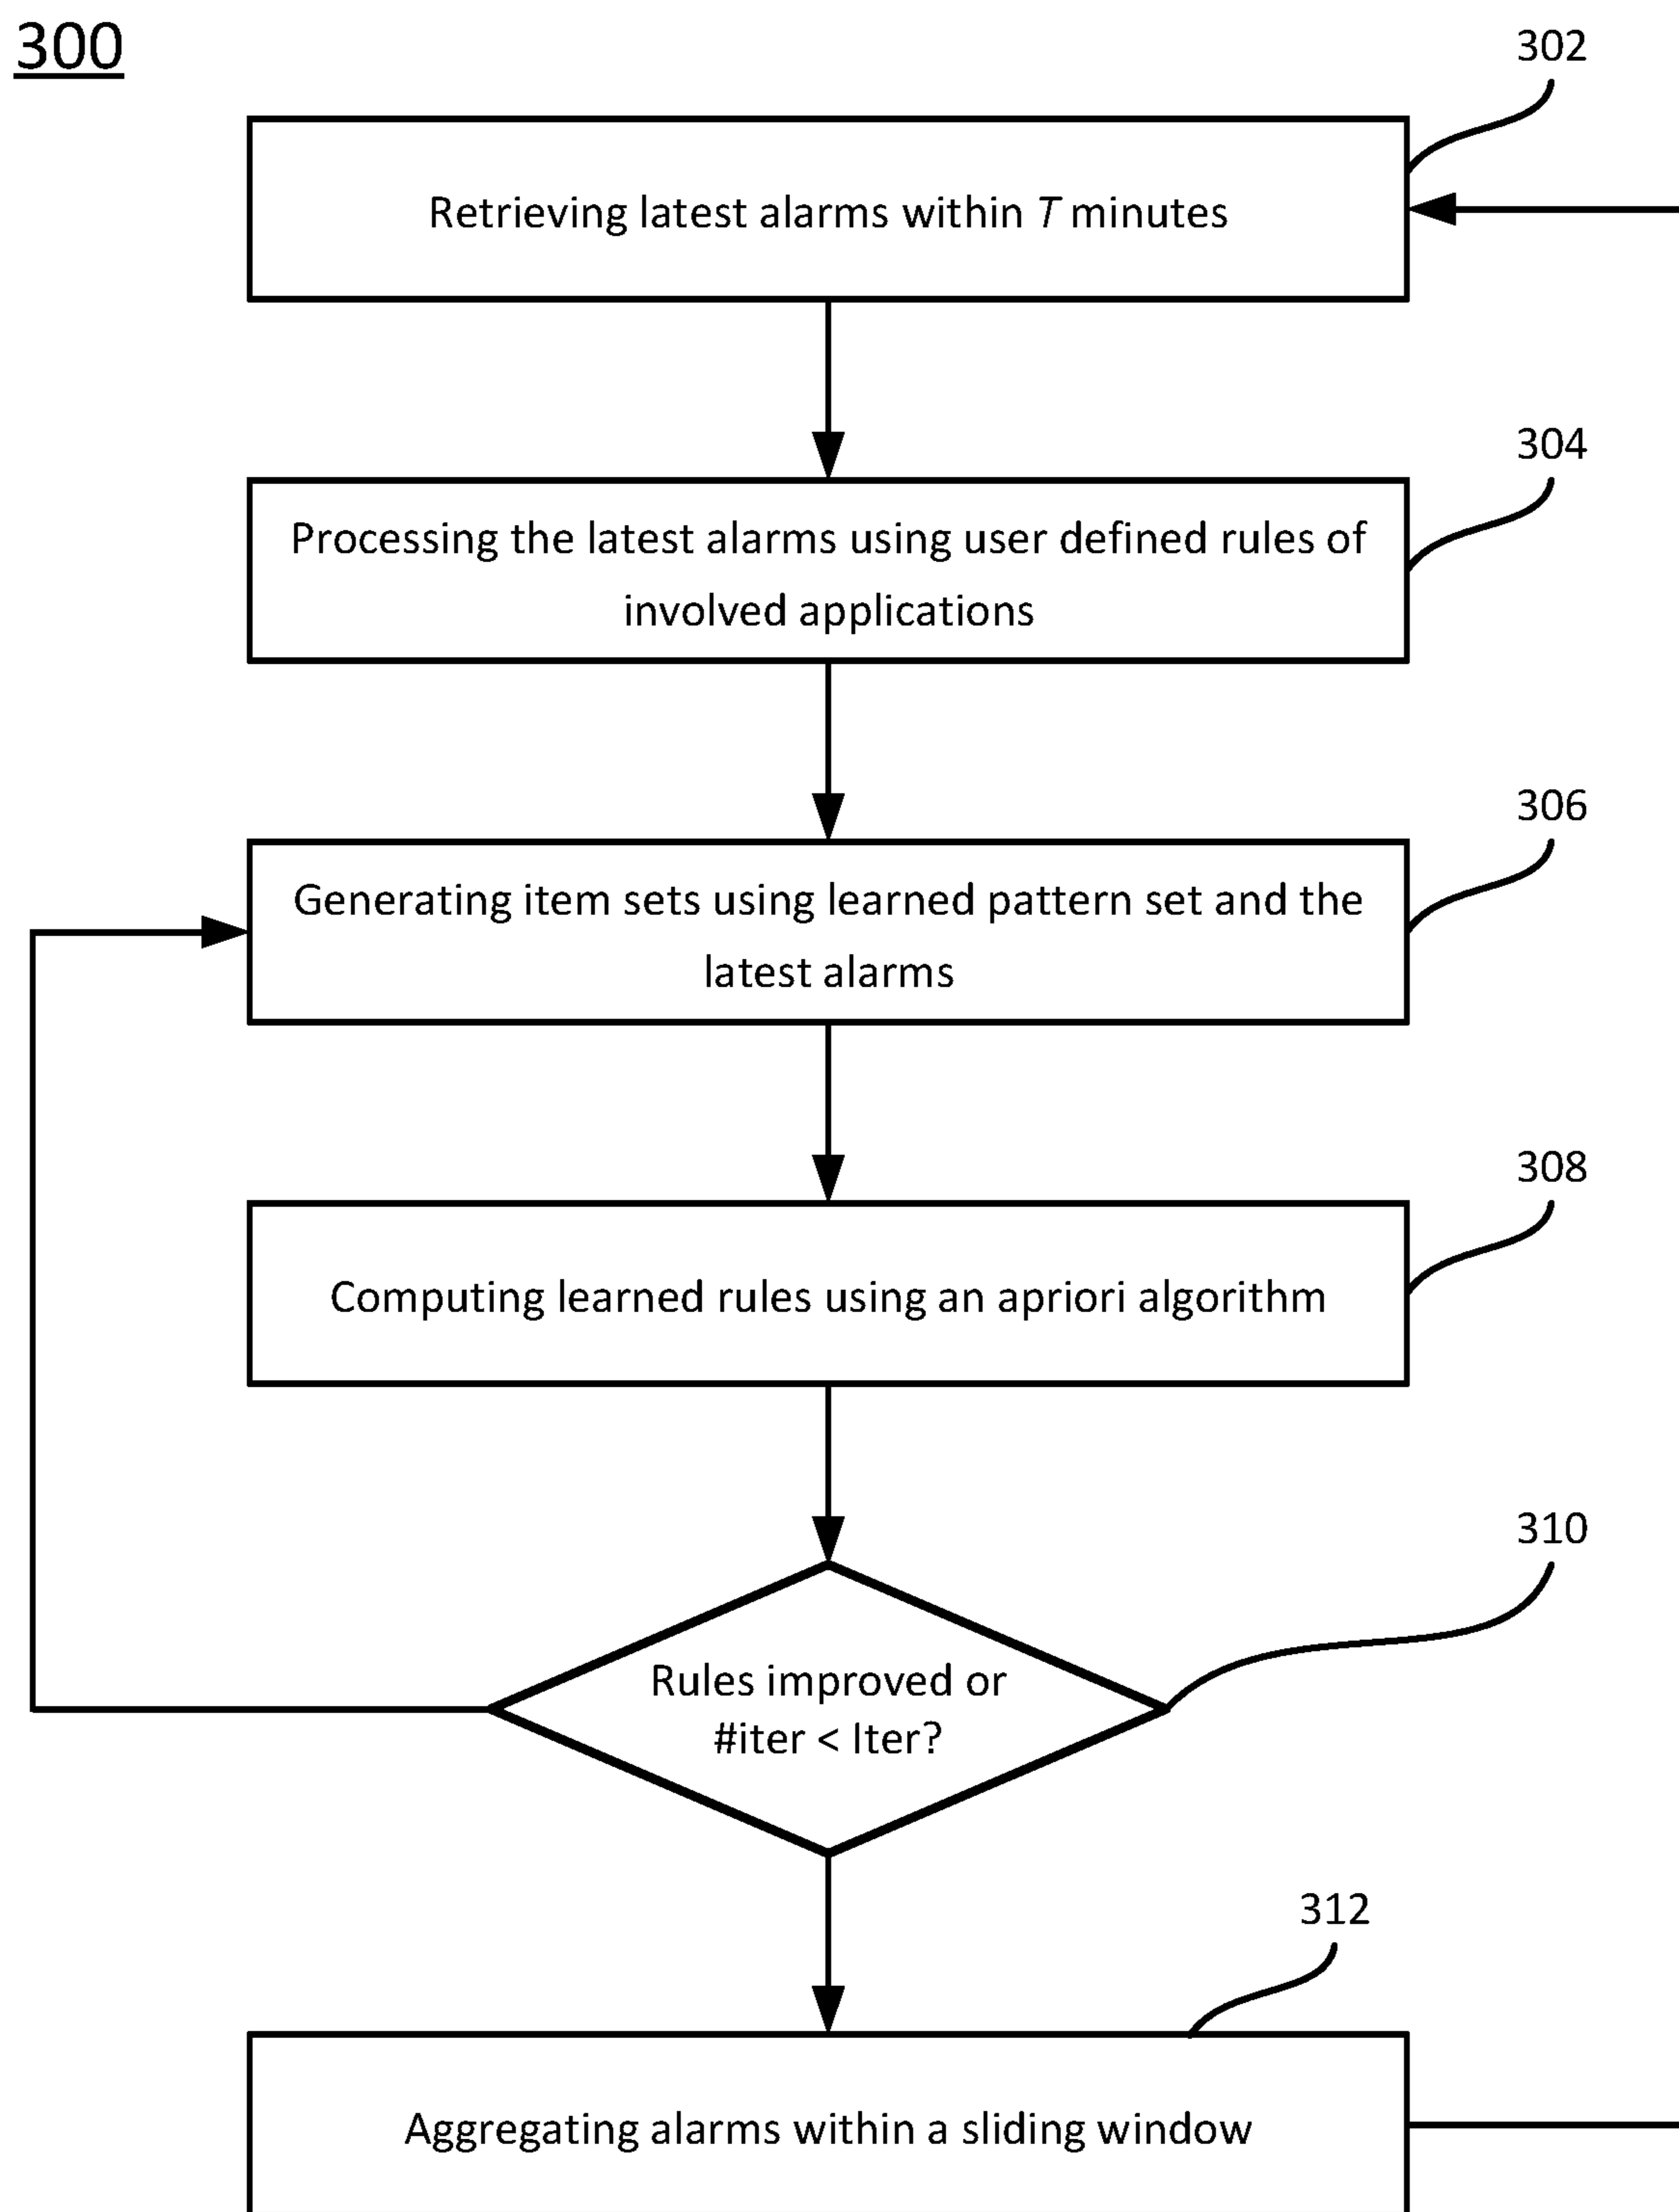 300
302
Retrieving latest alarms within T minutes
304
Processing the latest alarms using user defined rules of
involved applications
306
Generating item sets using learned pattern set and the
latest alarms
308
Computing learned rules using an apriori algorithm
310
Rules improved or
#iter < Iter?
312
Aggregating alarms within a sliding window